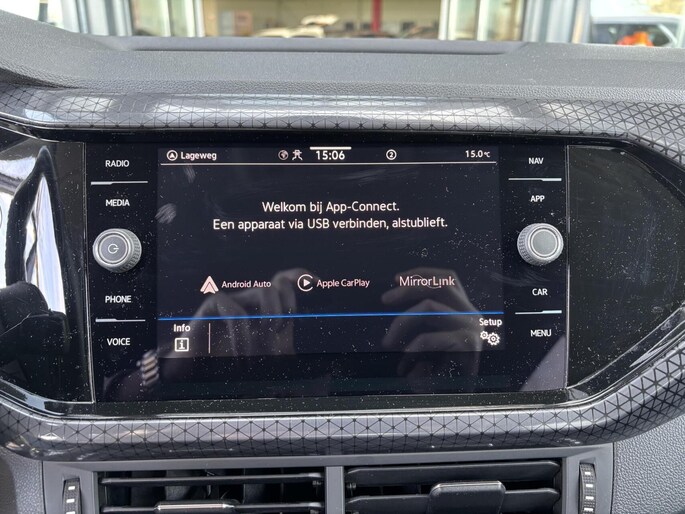 Lageweg 15:06 2 15.0°C
RADIO
MEDIA
PHONE
VOICE
Welkom bij App-Connect.
Een apparaat via USB verbinden, alstublieft.
Android Auto Apple CarPlay MirrorLink
Info Setup
NAV
APP
CAR
MENU